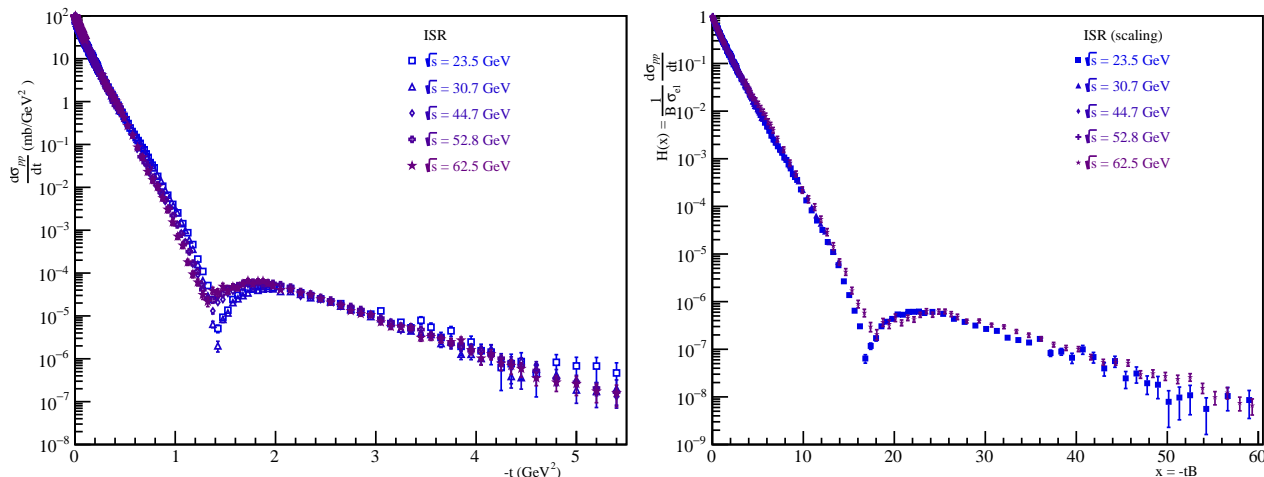 ISR
√s = 23.5 GeV
√s = 30.7 GeV
√s = 44.7 GeV
√s = 52.8 GeV
√s = 62.5 GeV
dσₚₚ/dt (mb/GeV²)
10²
10
1
10⁻¹
10⁻²
10⁻³
10⁻⁴
10⁻⁵
10⁻⁶
10⁻⁷
10⁻⁸
0 1 2 3 4 5
-t (GeV²)
ISR (scaling)
√s = 23.5 GeV
√s = 30.7 GeV
√s = 44.7 GeV
√s = 52.8 GeV
√s = 62.5 GeV
H(x) = 1/(B σₑₗ) dσₚₚ/dt
1
10⁻¹
10⁻²
10⁻³
10⁻⁴
10⁻⁵
10⁻⁶
10⁻⁷
10⁻⁸
10⁻⁹
0 10 20 30 40 50 60
x = -tB